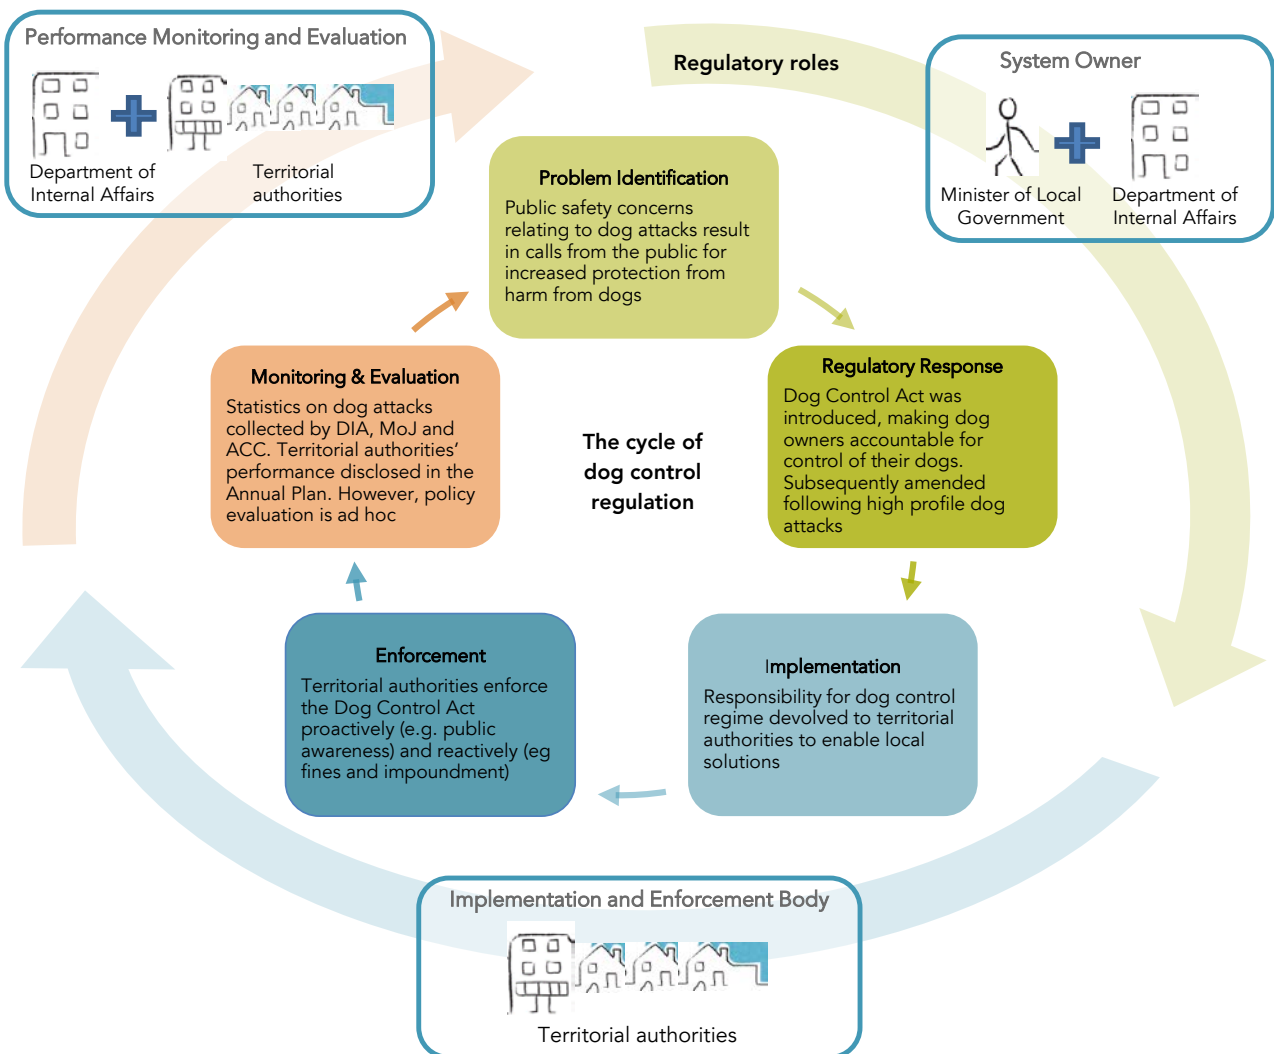 Performance Monitoring and Evaluation
Department of
Internal Affairs
Territorial
authorities
Regulatory roles
System Owner
Minister of Local
Government
Department of
Internal Affairs
Problem Identification
Public safety concerns
relating to dog attacks result
in calls from the public for
increased protection from
harm from dogs
Monitoring & Evaluation
Statistics on dog attacks
collected by DIA, MoJ and
ACC. Territorial authorities’
performance disclosed in the
Annual Plan. However, policy
evaluation is ad hoc
The cycle of
dog control
regulation
Regulatory Response
Dog Control Act was
introduced, making dog
owners accountable for
control of their dogs.
Subsequently amended
following high profile dog
attacks
Enforcement
Territorial authorities enforce
the Dog Control Act
proactively (e.g. public
awareness) and reactively (eg
fines and impoundment)
Implementation
Responsibility for dog control
regime devolved to territorial
authorities to enable local
solutions
Implementation and Enforcement Body
Territorial authorities